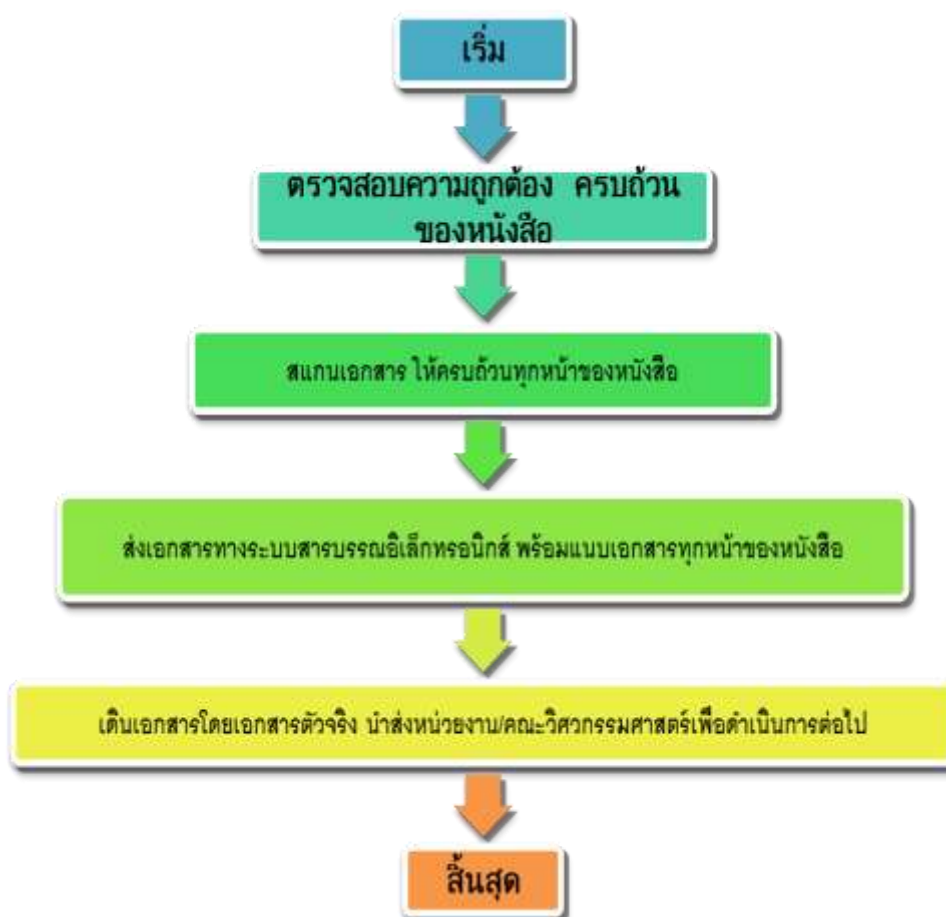 เริ่ม
ตรวจสอบความถูกต้อง ครบถ้วน
ของหนังสือ
สแกนเอกสาร ให้ครบถ้วนทุกหน้าของหนังสือ
ส่งเอกสารทางระบบสารบรรณอิเล็กทรอนิกส์ พร้อมแนบเอกสารทุกหน้าของหนังสือ
เดินเอกสารโดยเอกสารตัวจริง นำส่งหน่วยงาน/คณะวิศวกรรมศาสตร์เพื่อดำเนินการต่อไป
สิ้นสุด